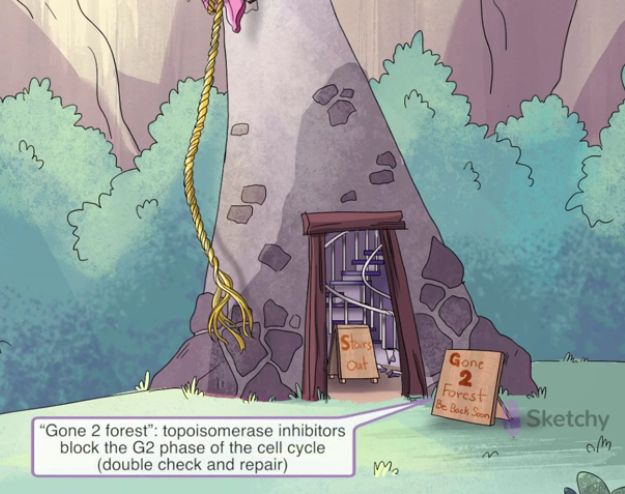 Stairs
Out
Gone
2
Forest
Be Back Soon
Sketchy
"Gone 2 forest": topoisomerase inhibitors
block the G2 phase of the cell cycle
(double check and repair)